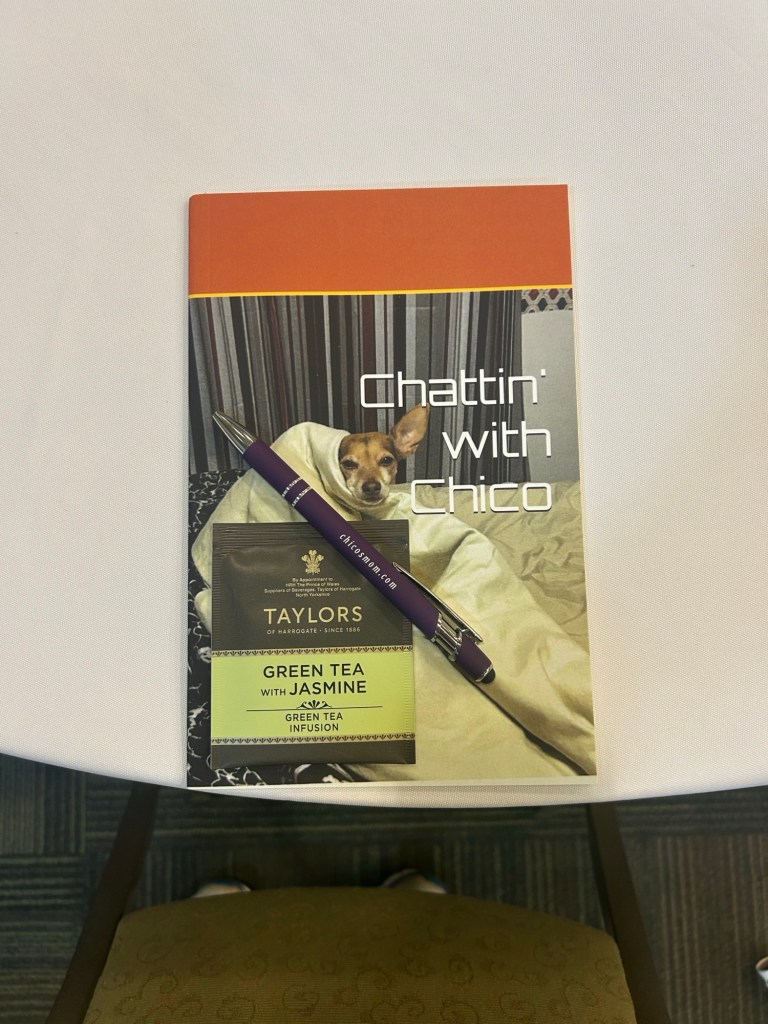 Chattin'
with
Chico
chicosmom.com
By Appointment to
HRH The Prince of Wales
Suppliers of Beverages, Taylors of Harrogate
North Yorkshire
TAYLORS
OF HARROGATE • SINCE 1886
GREEN TEA
WITH JASMINE
GREEN TEA
INFUSION